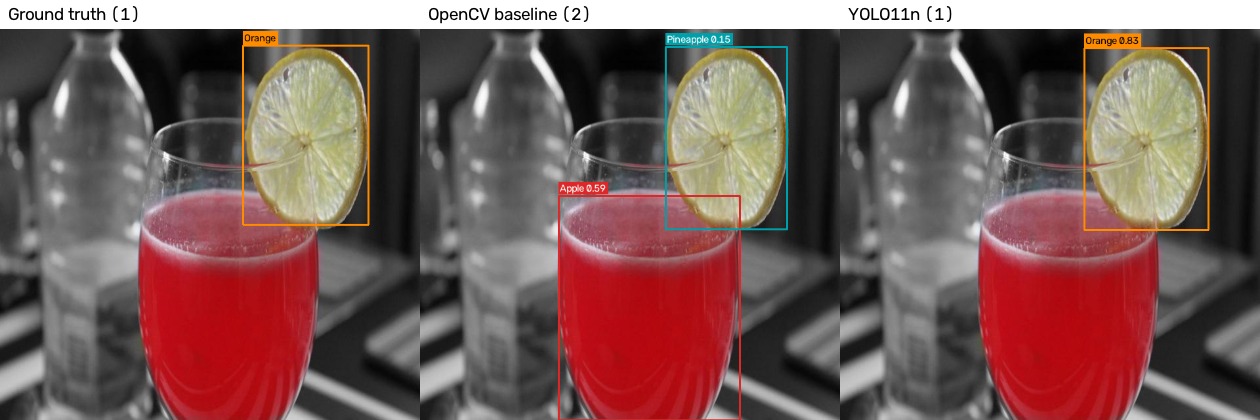 Ground truth (1)
OpenCV baseline (2)
YOLO11n (1)
Orange
Pineapple 0.15
Orange 0.83
Apple 0.59